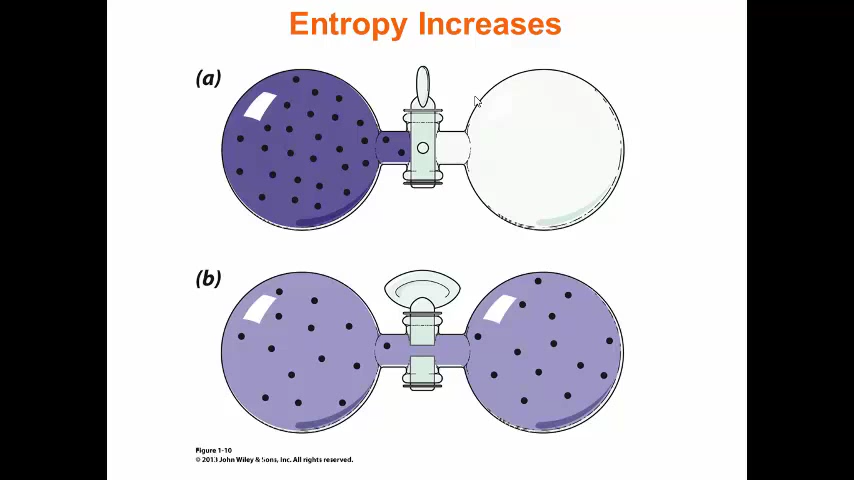 Entropy Increases
(a)
(b)
Figure 1-10
© 2013 John Wiley & Sons, Inc. All rights reserved.